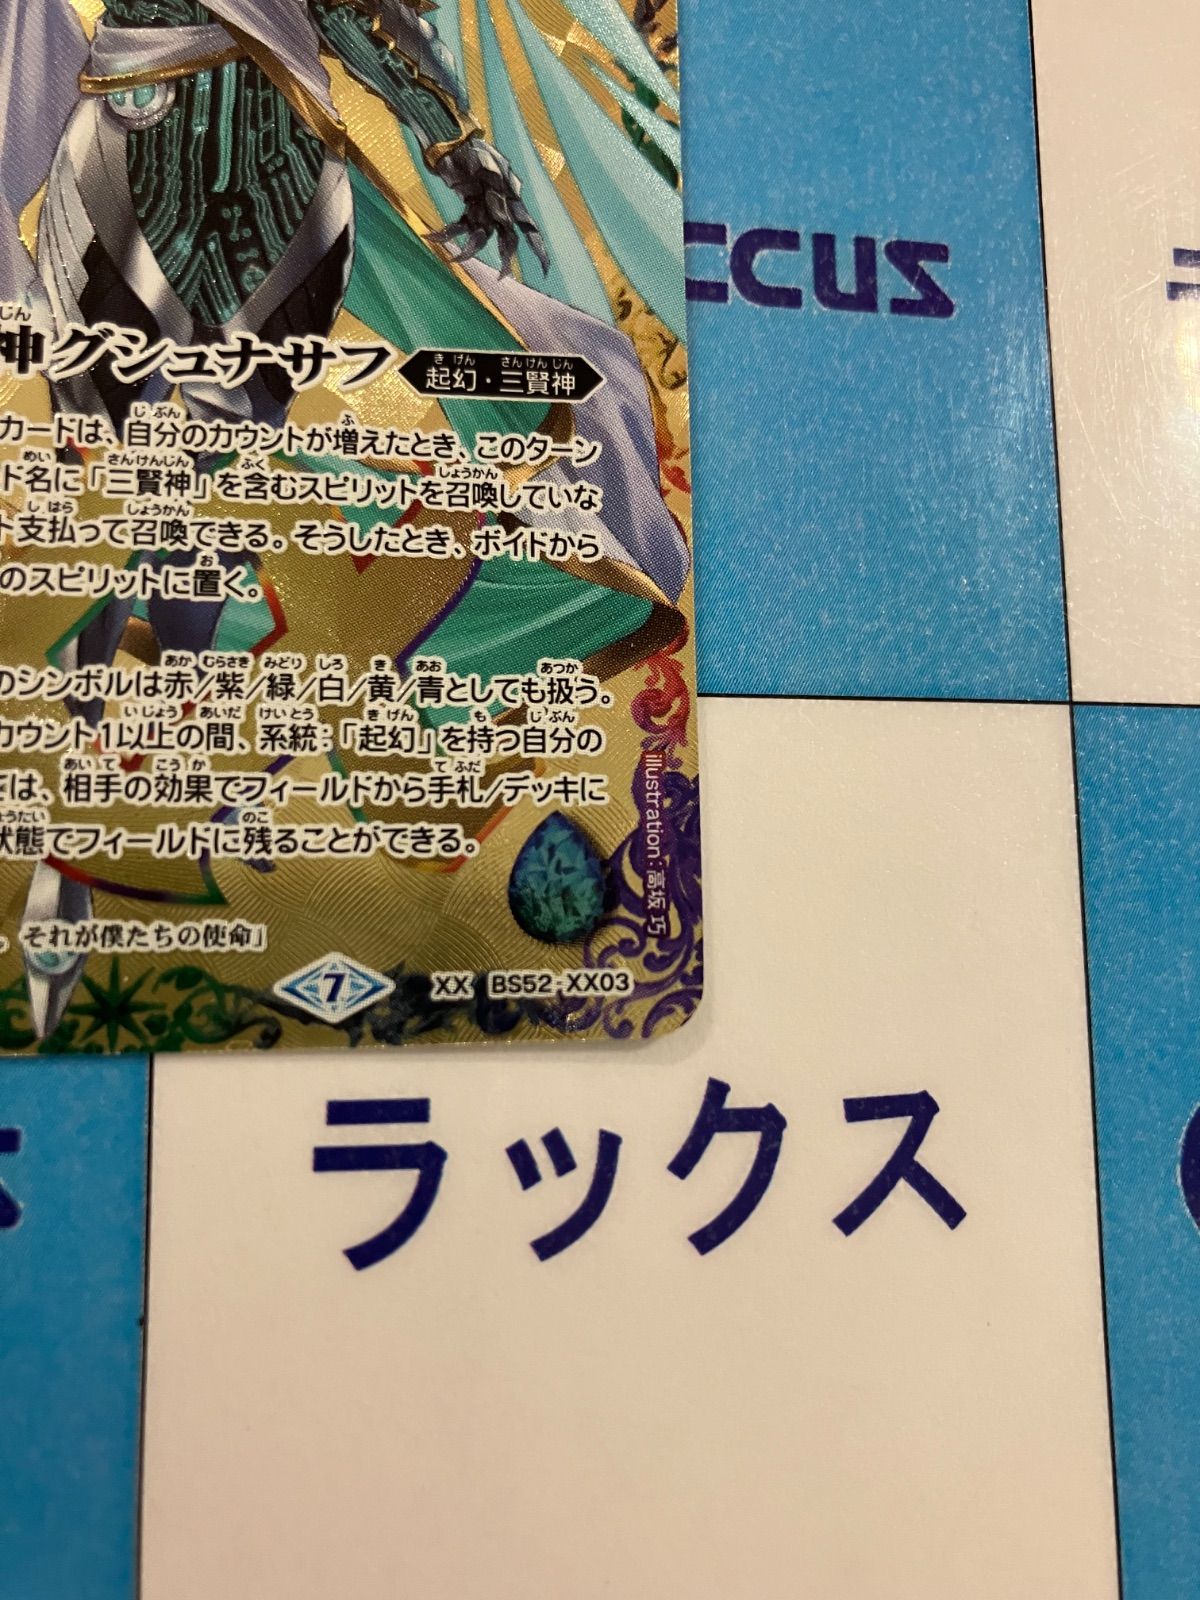 ccus
神グシュナサフ
起幻・三賢神
カードは、自分のカウントが増えたとき、このターン
ド名に「三賢神」を含むスピリットを召喚していな
ト支払って召喚できる。そうしたとき、ボイドから
のスピリットに置く。
のシンボルは赤/紫/緑/白/黄/青としても扱う。
カウント1以上の間、系統：「起幻」を持つ自分の
は、相手の効果でフィールドから手札/デッキに
状態でフィールドに残ることができる。
illustration:高坂 巧
それが僕たちの使命」
7
XX BS52-XX03
ラックス